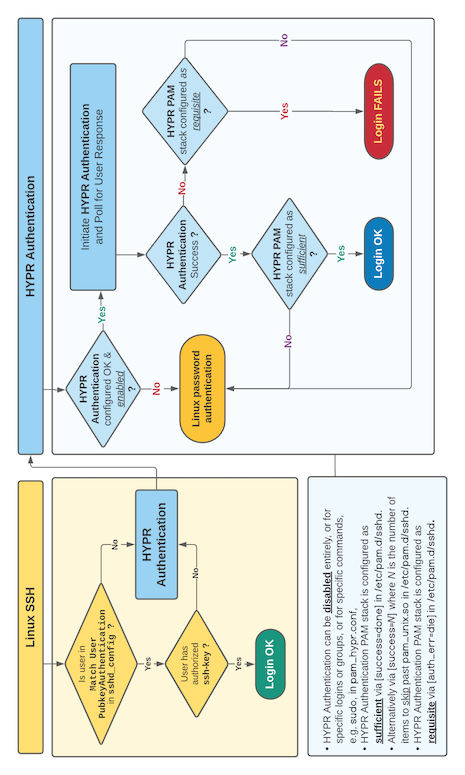 Linux SSH
Is user in
Match User
PubkeyAuthentication
in sshd_config ?
No
Yes
User has
authorized
ssh-key ?
No
Yes
Login OK
HYPR
Authentication
HYPR Authentication
HYPR
Authentication
configured OK &
enabled
?
Yes
No
Initiate HYPR Authentication
and Poll for User Response
Linux password
authentication
HYPR
Authentication
Success ?
No
Yes
HYPR PAM
stack configured as
requisite
?
No
Yes
HYPR PAM
stack configured as
sufficient
?
No
Yes
Login OK
Login FAILS
• HYPR Authentication can be disabled entirely, or for
specific logins or groups, or for specific commands,
e.g. sudo, in pam_hypr.conf,
• HYPR Authentication PAM stack is configured as
sufficient via [success=done] in /etc/pam.d/sshd.
• Alternatively via [success=N] where N is the number of
items to skip past pam_unix.so in /etc/pam.d/sshd.
• HYPR Authentication PAM stack is configured as
requisite via [auth_err=die] in /etc/pam.d/sshd.